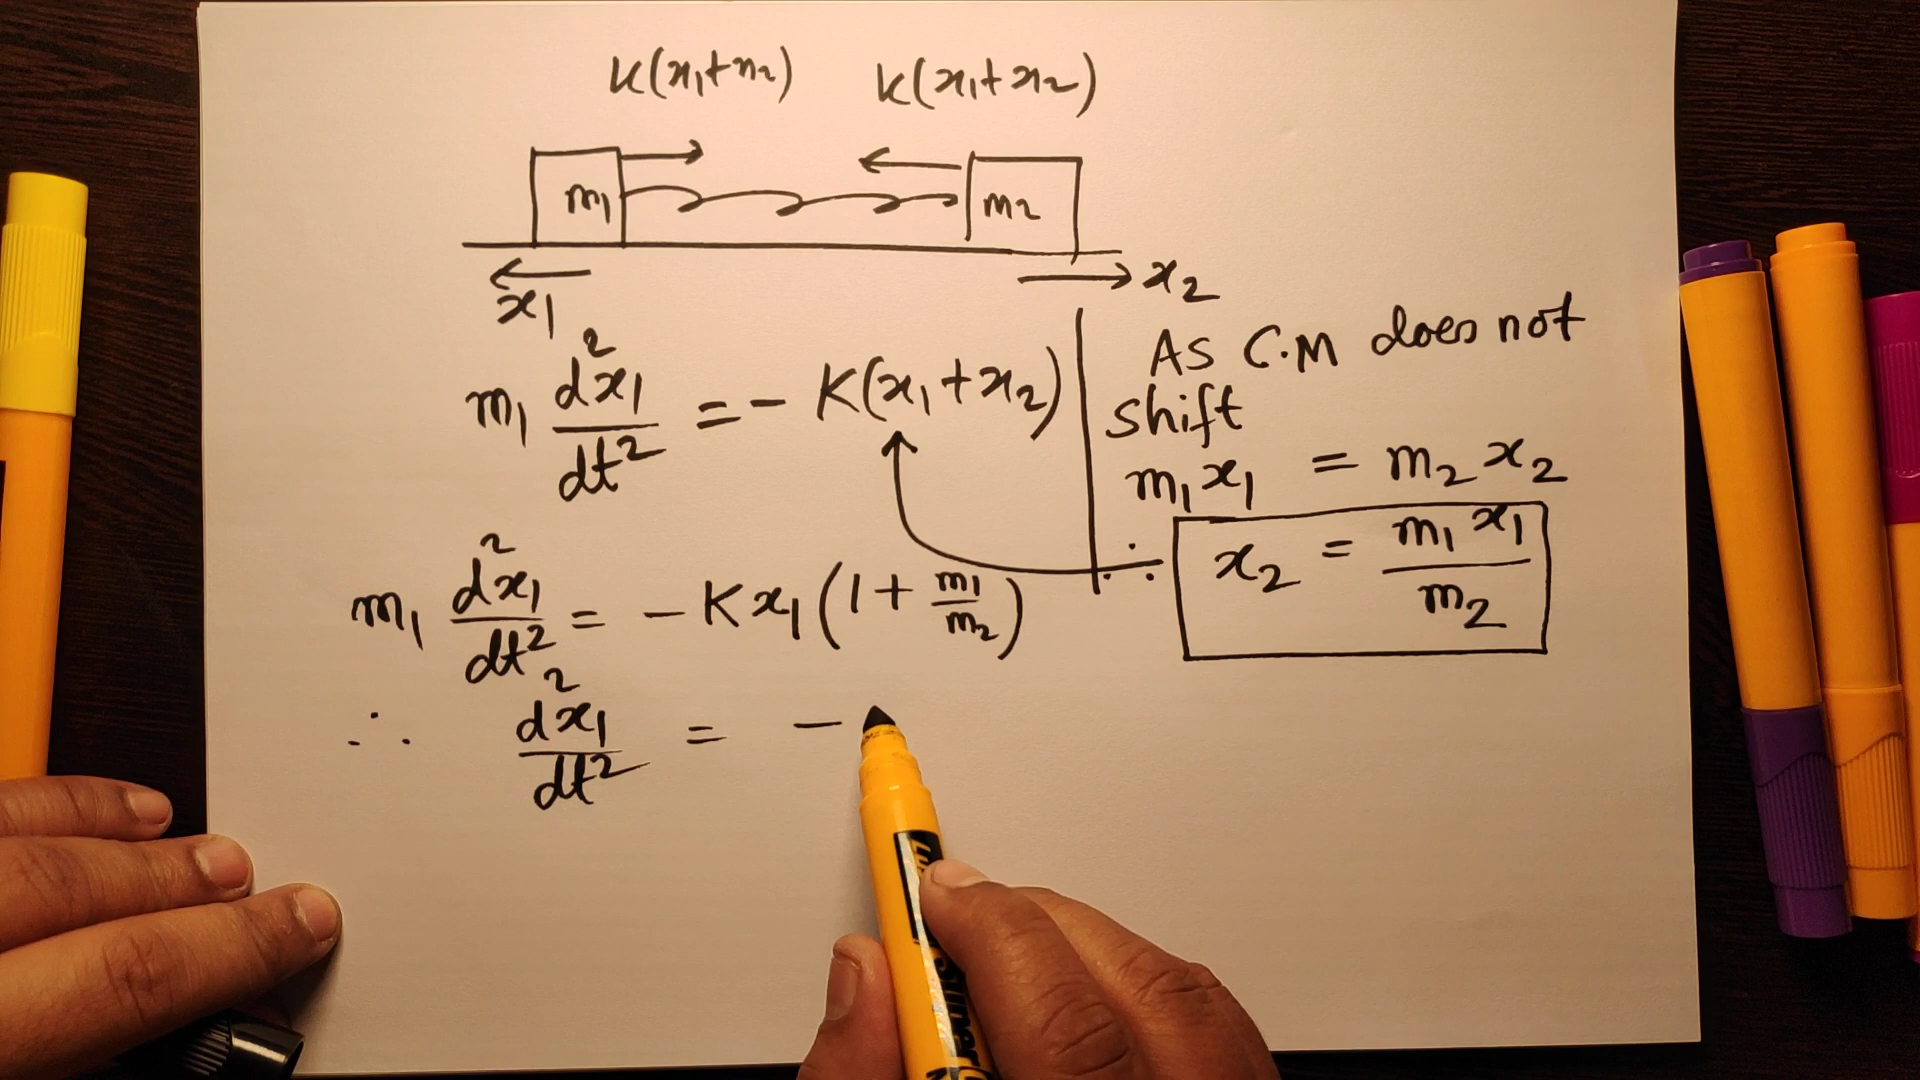 K(x₁+x₂) K(x₁+x₂)
m₁ m₂
x₁ x₂
m₁ d²x₁/dt² = - K(x₁+x₂)
As C.M does not
shift
m₁x₁ = m₂x₂
∴ x₂ = m₁x₁/m₂
m₁ d²x₁/dt² = - Kx₁(1 + m₁/m₂)
∴ d²x₁/dt² = -